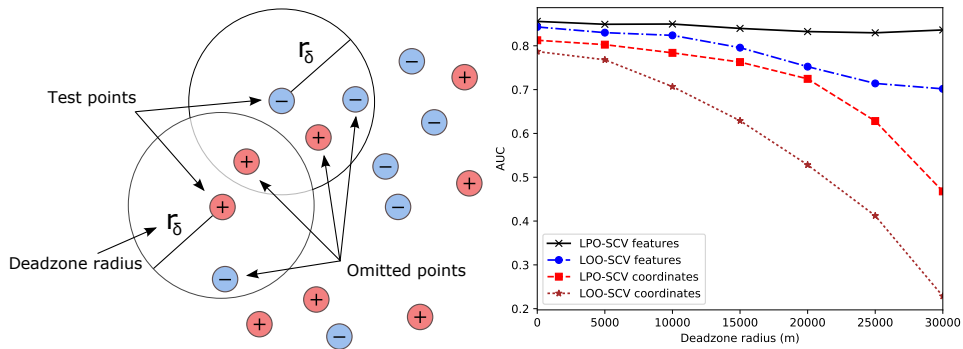 Test points
r_δ
r_δ
Deadzone radius
Omitted points
− − − + − + + − + − + − + − + + − +
AUC
0.8
0.7
0.6
0.5
0.4
0.3
0.2
LPO-SCV features
LOO-SCV features
LPO-SCV coordinates
LOO-SCV coordinates
0 5000 10000 15000 20000 25000 30000
Deadzone radius (m)